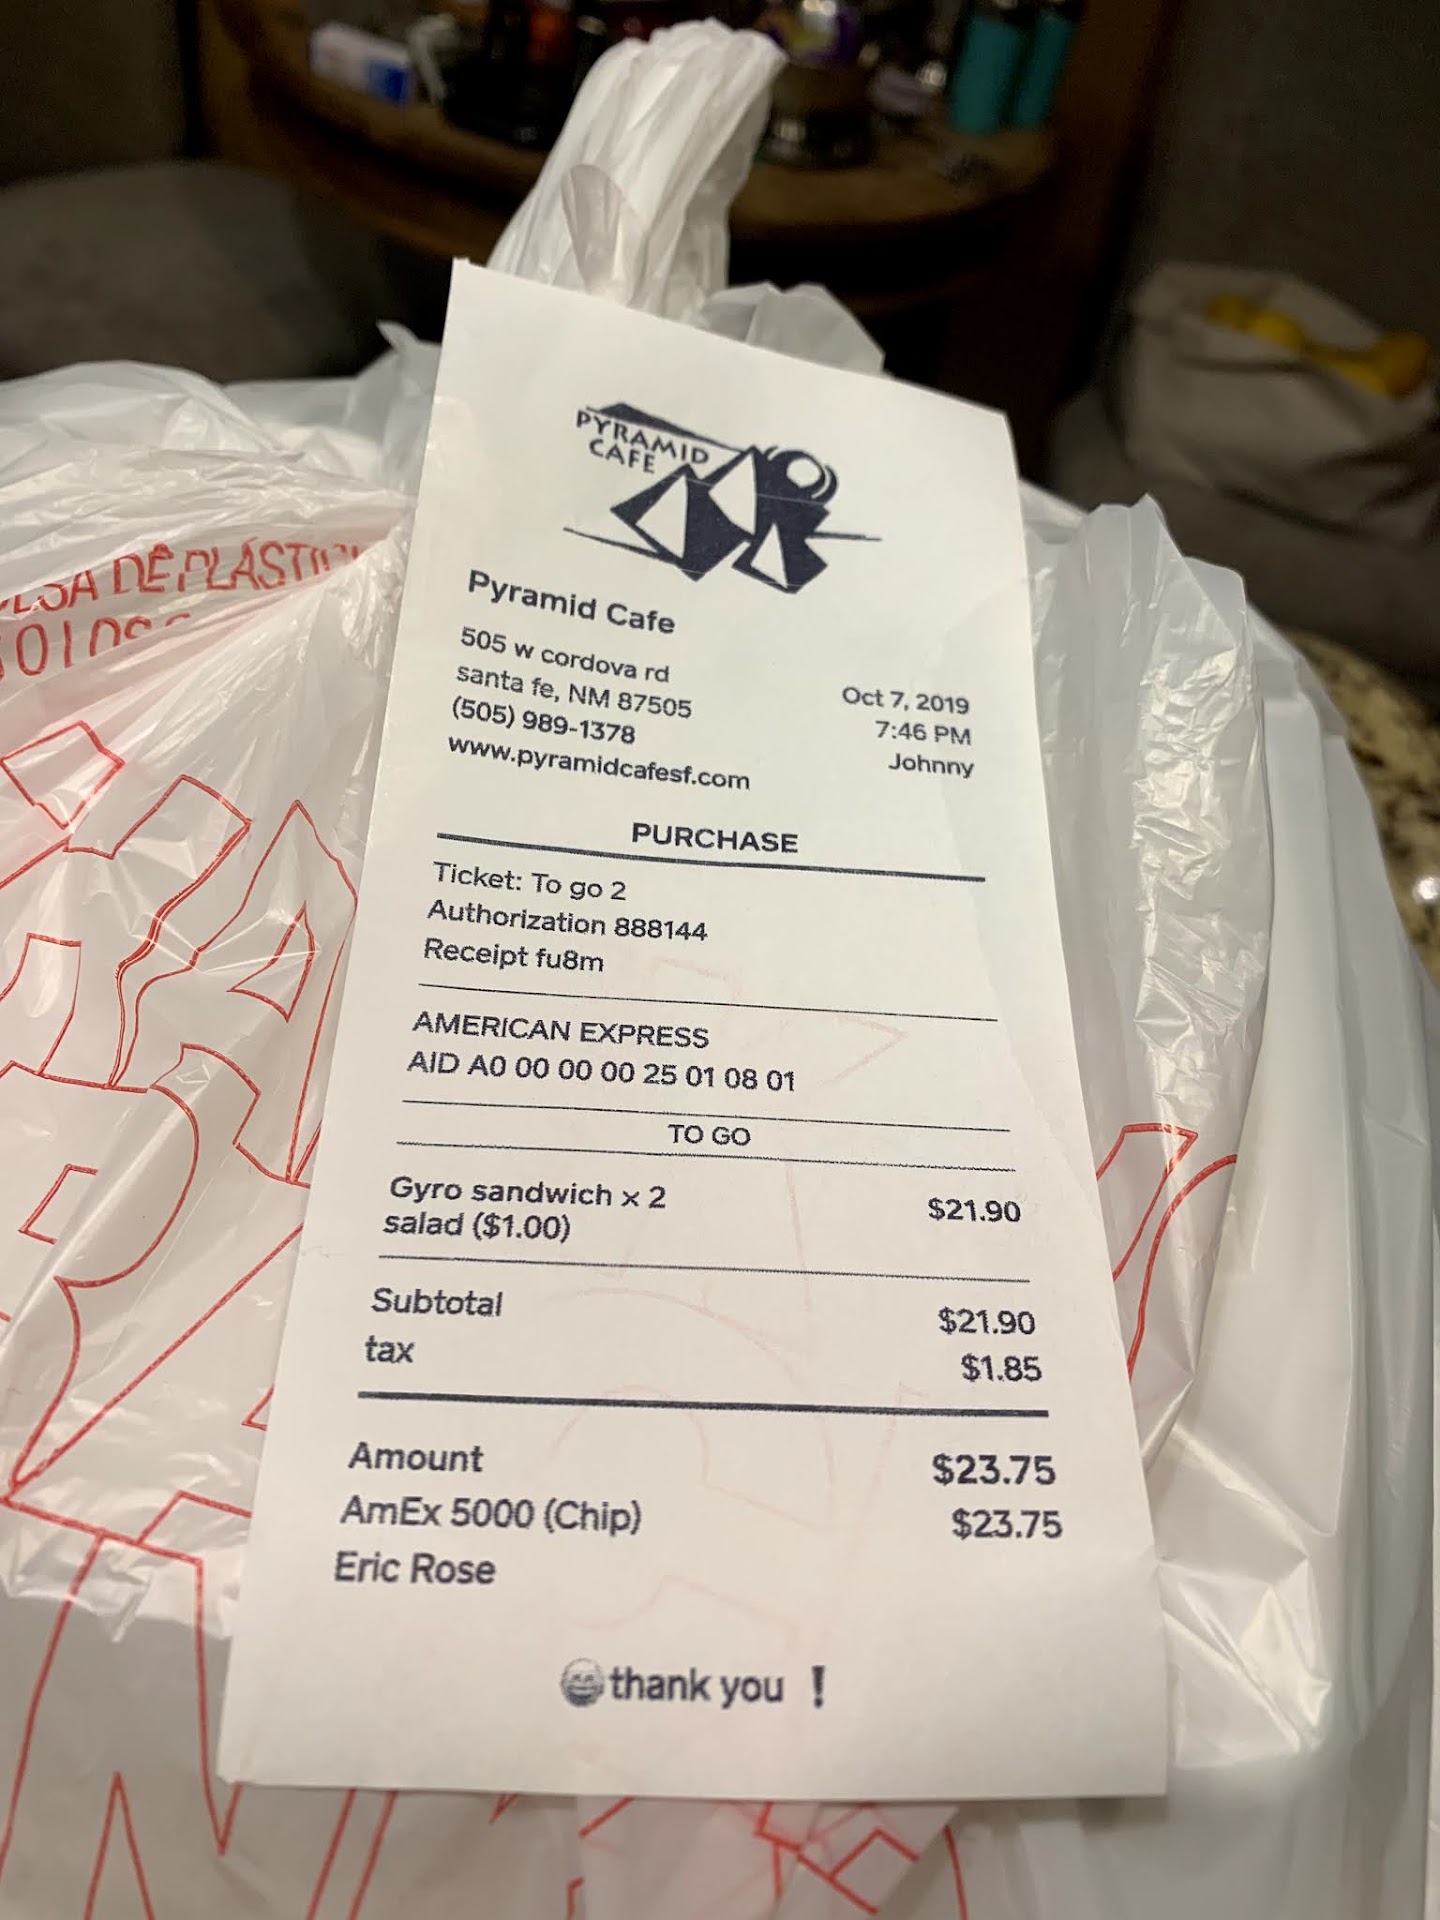 PYRAMID
CAFE
Pyramid Cafe
505 w cordova rd
santa fe, NM 87505
(505) 989-1378
www.pyramidcafesf.com
Oct 7, 2019
7:46 PM
Johnny
PURCHASE
Ticket: To go 2
Authorization 888144
Receipt fu8m
AMERICAN EXPRESS
AID A0 00 00 00 25 01 08 01
TO GO
Gyro sandwich x 2 $21.90
salad ($1.00)
Subtotal $21.90
tax $1.85
Amount $23.75
AmEx 5000 (Chip) $23.75
Eric Rose
😁thank you !
DE PLÁSTI